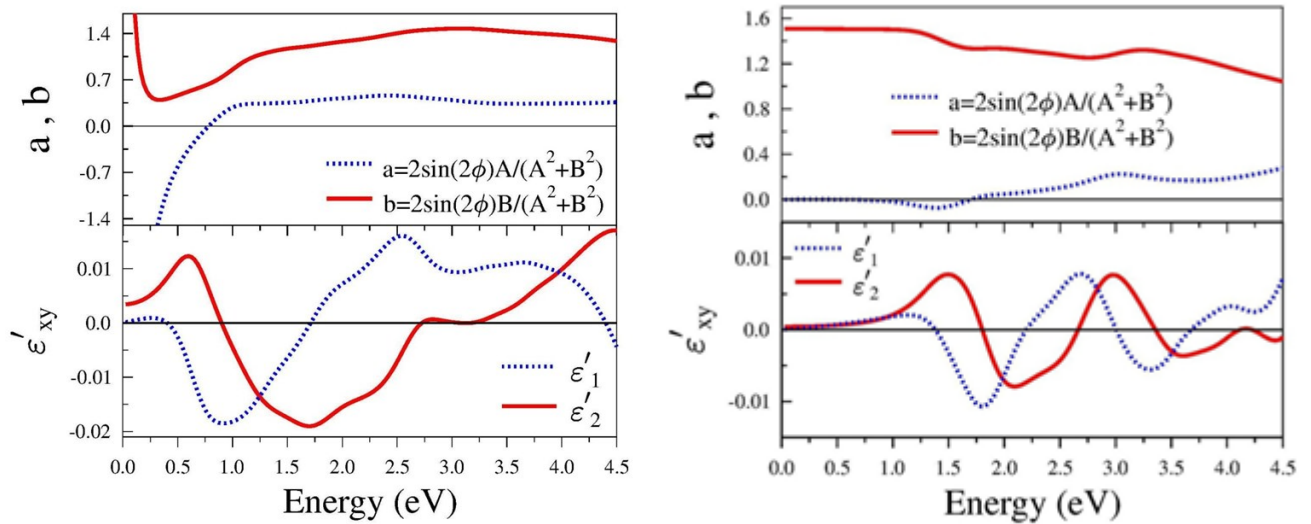 a , b
1.4
0.7
0.0
-0.7
-1.4
a=2sin(2ϕ)A/(A²+B²)
b=2sin(2ϕ)B/(A²+B²)
ε′xy
0.01
0.0
-0.01
-0.02
ε′1
ε′2
0.0 0.5 1.0 1.5 2.0 2.5 3.0 3.5 4.0 4.5
Energy (eV)
a , b
1.6
1.2
0.8
0.4
0.0
a=2sin(2ϕ)A/(A²+B²)
b=2sin(2ϕ)B/(A²+B²)
ε′xy
0.01
0.0
-0.01
ε′1
ε′2
0.0 0.5 1.0 1.5 2.0 2.5 3.0 3.5 4.0 4.5
Energy (eV)